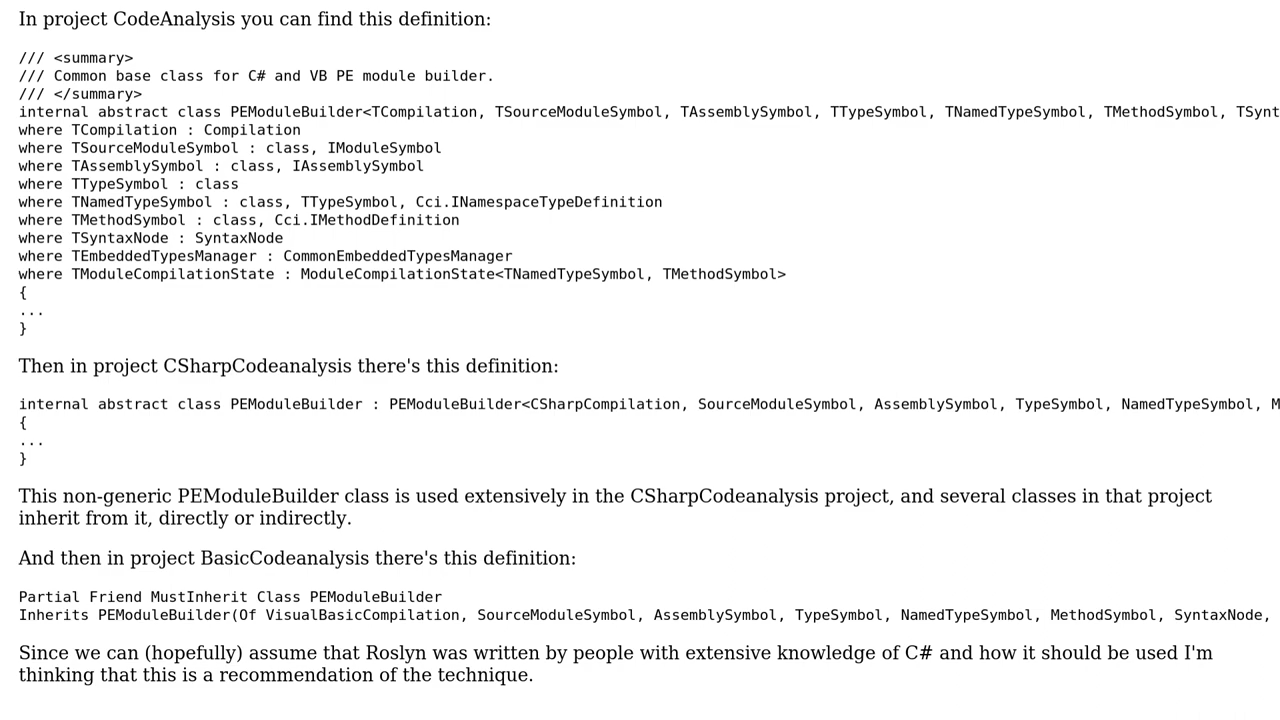 In project CodeAnalysis you can find this definition:
/// <summary>
/// Common base class for C# and VB PE module builder.
/// </summary>
internal abstract class PEModuleBuilder<TCompilation, TSourceModuleSymbol, TAssemblySymbol, TTypeSymbol, TNamedTypeSymbol, TMethodSymbol, TSynt
where TCompilation : Compilation
where TSourceModuleSymbol : class, IModuleSymbol
where TAssemblySymbol : class, IAssemblySymbol
where TTypeSymbol : class
where TNamedTypeSymbol : class, TTypeSymbol, Cci.INamespaceTypeDefinition
where TMethodSymbol : class, Cci.IMethodDefinition
where TSyntaxNode : SyntaxNode
where TEmbeddedTypesManager : CommonEmbeddedTypesManager
where TModuleCompilationState : ModuleCompilationState<TNamedTypeSymbol, TMethodSymbol>
{
...
}
Then in project CSharpCodeanalysis there's this definition:
internal abstract class PEModuleBuilder : PEModuleBuilder<CSharpCompilation, SourceModuleSymbol, AssemblySymbol, TypeSymbol, NamedTypeSymbol, M
{
...
}
This non-generic PEModuleBuilder class is used extensively in the CSharpCodeanalysis project, and several classes in that project
inherit from it, directly or indirectly.
And then in project BasicCodeanalysis there's this definition:
Partial Friend MustInherit Class PEModuleBuilder
Inherits PEModuleBuilder(Of VisualBasicCompilation, SourceModuleSymbol, AssemblySymbol, TypeSymbol, NamedTypeSymbol, MethodSymbol, SyntaxNode,
Since we can (hopefully) assume that Roslyn was written by people with extensive knowledge of C# and how it should be used I'm
thinking that this is a recommendation of the technique.